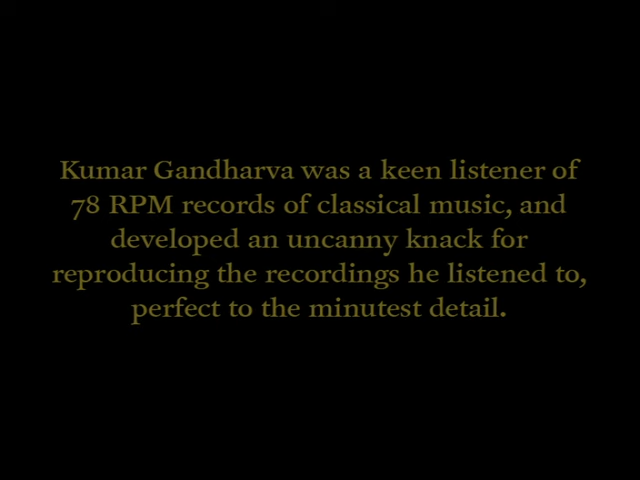 Kumar Gandharva was a keen listener of
78 RPM records of classical music, and
developed an uncanny knack for
reproducing the recordings he listened to,
perfect to the minutest detail.